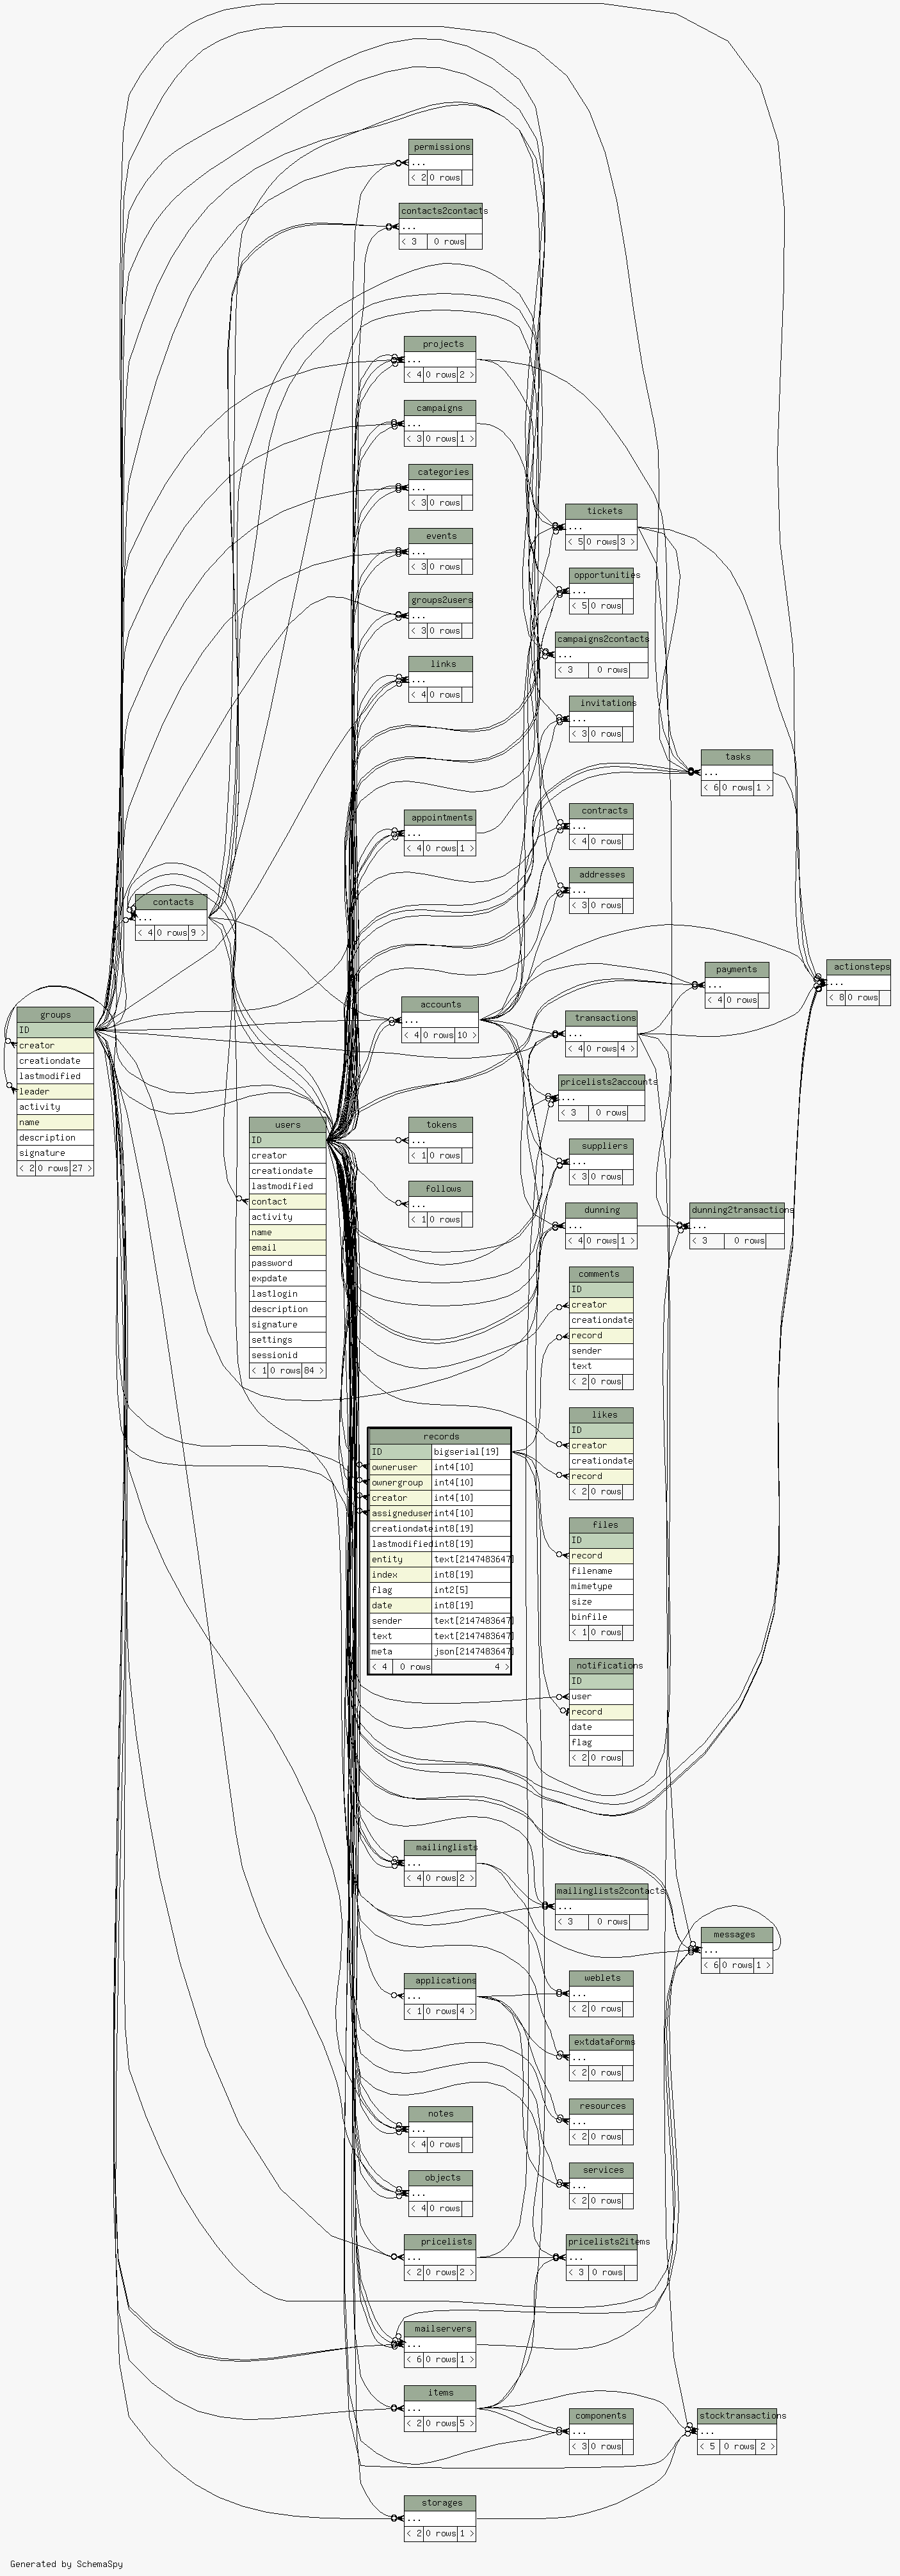 permissions
...
< 2 0 rows
contacts2contacts
...
< 3 0 rows
projects
...
< 4 0 rows 2 >
campaigns
...
< 3 0 rows 1 >
categories
...
< 3 0 rows
events
...
< 3 0 rows
groups2users
...
< 3 0 rows
links
...
< 4 0 rows
tickets
...
< 5 0 rows 3 >
opportunities
...
< 5 0 rows
campaigns2contacts
...
< 3 0 rows
invitations
...
< 3 0 rows
tasks
...
< 6 0 rows 1 >
appointments
...
< 4 0 rows 1 >
contracts
...
< 4 0 rows
addresses
...
< 3 0 rows
contacts
...
< 4 0 rows 9 >
payments
...
< 4 0 rows
actionsteps
...
< 8 0 rows
groups
ID
creator
creationdate
lastmodified
leader
activity
name
description
signature
< 2 0 rows 27 >
accounts
...
< 4 0 rows 10 >
transactions
...
< 4 0 rows 4 >
pricelists2accounts
...
< 3 0 rows
users
ID
creator
creationdate
lastmodified
contact
activity
name
email
password
expdate
lastlogin
description
signature
settings
sessionid
< 1 0 rows 84 >
tokens
...
< 1 0 rows
follows
...
< 1 0 rows
suppliers
...
< 3 0 rows
dunning
...
< 4 0 rows 1 >
dunning2transactions
...
< 3 0 rows
comments
ID
creator
creationdate
record
sender
text
< 2 0 rows
likes
ID
creator
creationdate
record
< 2 0 rows
records
ID bigserial[19]
owneruser int4[10]
ownergroup int4[10]
creator int4[10]
assigneduser int4[10]
creationdate int8[19]
lastmodified int8[19]
entity text[2147483647]
index int8[19]
flag int2[5]
date int8[19]
sender text[2147483647]
text text[2147483647]
meta json[2147483647]
< 4 0 rows 4 >
files
ID
record
filename
mimetype
size
binfile
< 1 0 rows
notifications
ID
user
record
date
flag
< 2 0 rows
mailinglists
...
< 4 0 rows 2 >
mailinglists2contacts
...
< 3 0 rows
messages
...
< 6 0 rows 1 >
applications
...
< 1 0 rows 4 >
weblets
...
< 2 0 rows
extdataforms
...
< 2 0 rows
resources
...
< 2 0 rows
notes
...
< 4 0 rows
services
...
< 2 0 rows
objects
...
< 4 0 rows
pricelists
...
< 2 0 rows 2 >
pricelists2items
...
< 3 0 rows
mailservers
...
< 6 0 rows 1 >
items
...
< 2 0 rows 5 >
components
...
< 3 0 rows
stocktransactions
...
< 5 0 rows 2 >
storages
...
< 2 0 rows 1 >
Generated by SchemaSpy